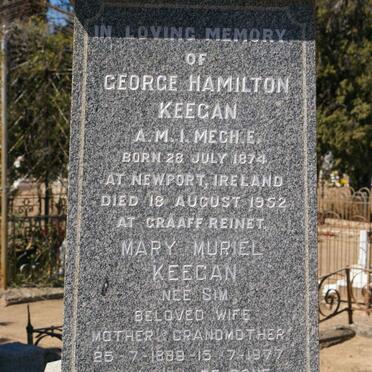 IN LOVING MEMORY
OF
GEORGE HAMILTON
KEEGAN
A.M.I. MECH.E.
BORN 28 JULY 1874
AT NEWPORT, IRELAND
DIED 18 AUGUST 1952
AT GRAAFF REINET.
MARY MURIEL
KEEGAN
NÉE SIM
BELOVED WIFE
MOTHER, GRANDMOTHER
25-7-1889-15-7-1977